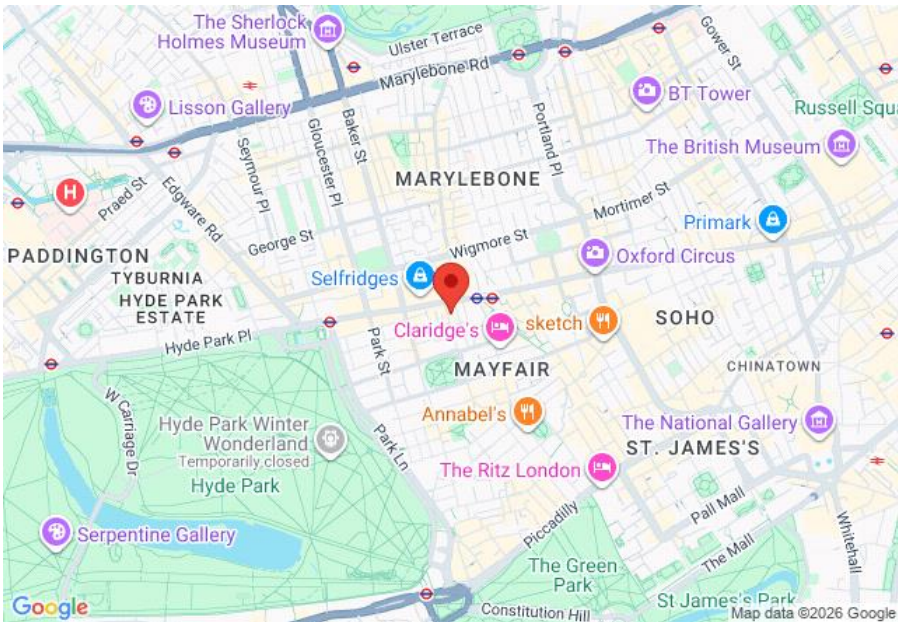 The Sherlock
Holmes Museum
Ulster Terrace
Marylebone Rd
Gower St
Lisson Gallery
BT Tower
Russell Squa
Baker St
Gloucester Pl
Seymour Pl
Portland Pl
The British Museum
MARYLEBONE
H
Praed St
Edgware Rd
Mortimer St
Primark
George St
Wigmore St
Oxford Circus
PADDINGTON
TYBURNIA
HYDE PARK
ESTATE
Selfridges
Claridge's
sketch
SOHO
Hyde Park Pl
Park St
MAYFAIR
CHINATOWN
W Carriage Dr
Annabel's
The National Gallery
Hyde Park Winter
Wonderland
Temporarily closed
Hyde Park
Park Ln
ST. JAMES'S
The Ritz London
Pall Mall
Piccadilly
Serpentine Gallery
The Mall
Whitehall
The Green
Park
St James's Park
Constitution Hill
Google
Map data ©2026 Google